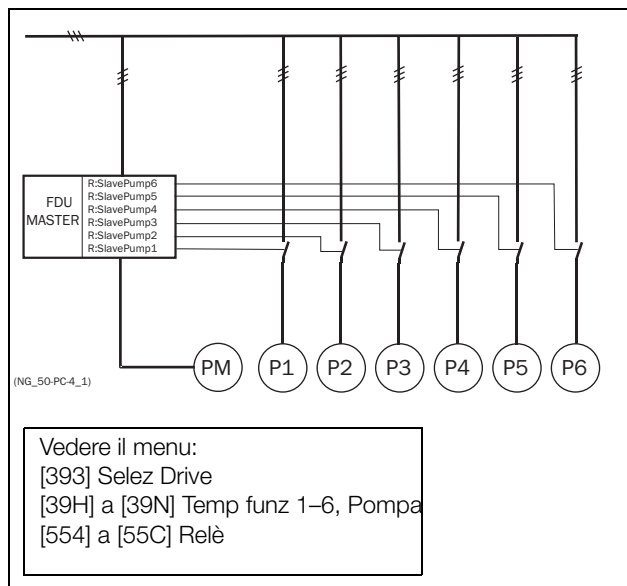 R:SlavePump6
R:SlavePump5
R:SlavePump4
R:SlavePump3
R:SlavePump2
R:SlavePump1
FDU
MASTER
PM
P1
P2
P3
P4
P5
P6
(NG_50-PC-4_1)
Vedere il menu:
[393] Selez Drive
[39H] a [39N] Temp funz 1–6, Pompa
[554] a [55C] Relè